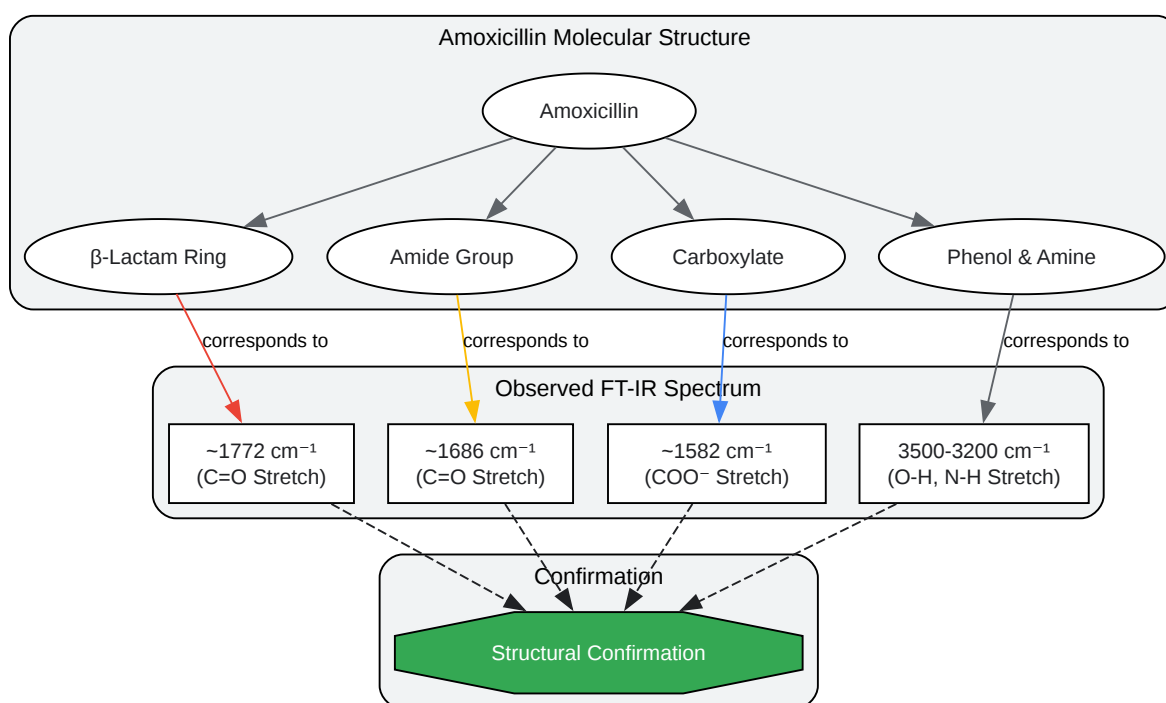 Amoxicillin Molecular Structure
Amoxicillin
β-Lactam Ring
Amide Group
Carboxylate
Phenol & Amine
corresponds to
corresponds to
corresponds to
corresponds to
Observed FT-IR Spectrum
~1772 cm⁻¹
(C=O Stretch)
~1686 cm⁻¹
(C=O Stretch)
~1582 cm⁻¹
(COO⁻ Stretch)
3500-3200 cm⁻¹
(O-H, N-H Stretch)
Confirmation
Structural Confirmation